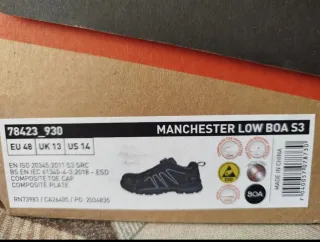 78423_930
MANCHESTER LOW BOA S3
EU 48 UK 13 US 14
EN ISO 20345:2011 S3 SRC
BS EN IEC 61340-4-3:2018 - ESD
COMPOSITE TOE CAP
COMPOSITE PLATE
ESD
BOA
MADE IN CHINA